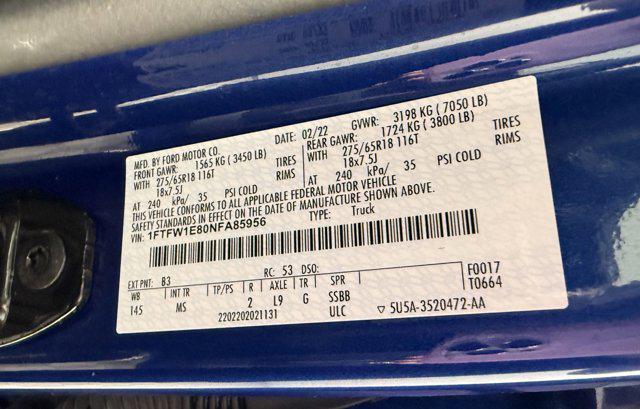 MFD. BY FORD MOTOR CO. DATE: 02/22 GVWR: 3198 KG ( 7050 LB)
FRONT GAWR: 1565 KG ( 3450 LB) REAR GAWR: 1724 KG ( 3800 LB)
WITH 275/65R18 116T TIRES WITH 275/65R18 116T TIRES
18x7.5J RIMS 18x7.5J RIMS
AT 240 kPa/ 35 PSI COLD AT 240 kPa/ 35 PSI COLD
THIS VEHICLE CONFORMS TO ALL APPLICABLE FEDERAL MOTOR VEHICLE
SAFETY STANDARDS IN EFFECT ON THE DATE OF MANUFACTURE SHOWN ABOVE.
VIN: 1FTFW1E80NFA85956 TYPE: Truck
EXT PNT: B3 RC: 53 DSO: F0017
WB INT TR TP/PS R AXLE TR SPR T0664
145 MS 2 L9 G SSBB
2202202021131 ULC ▽ 5U5A-3520472-AA